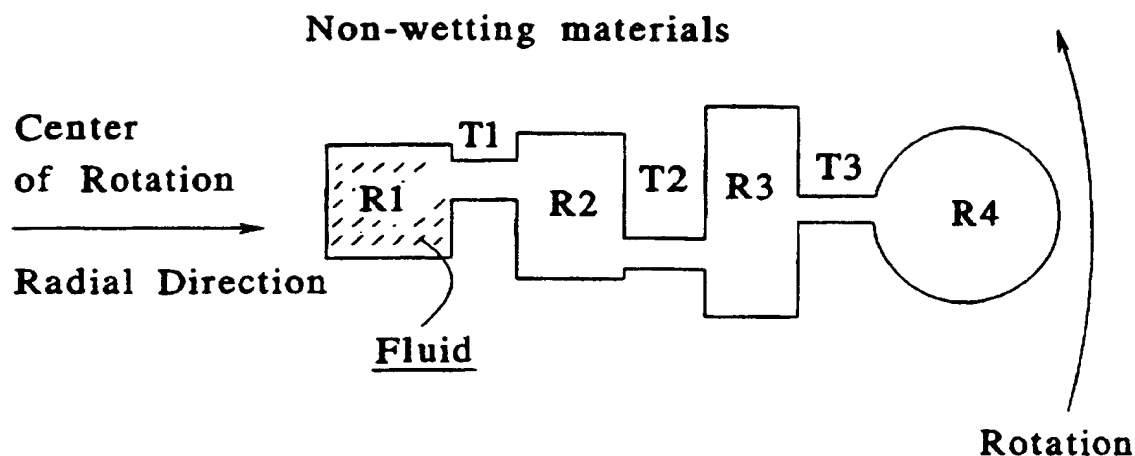 Non-wetting materials
Center
of Rotation
Radial Direction
R1
T1
R2
T2
R3
T3
R4
Fluid
Rotation